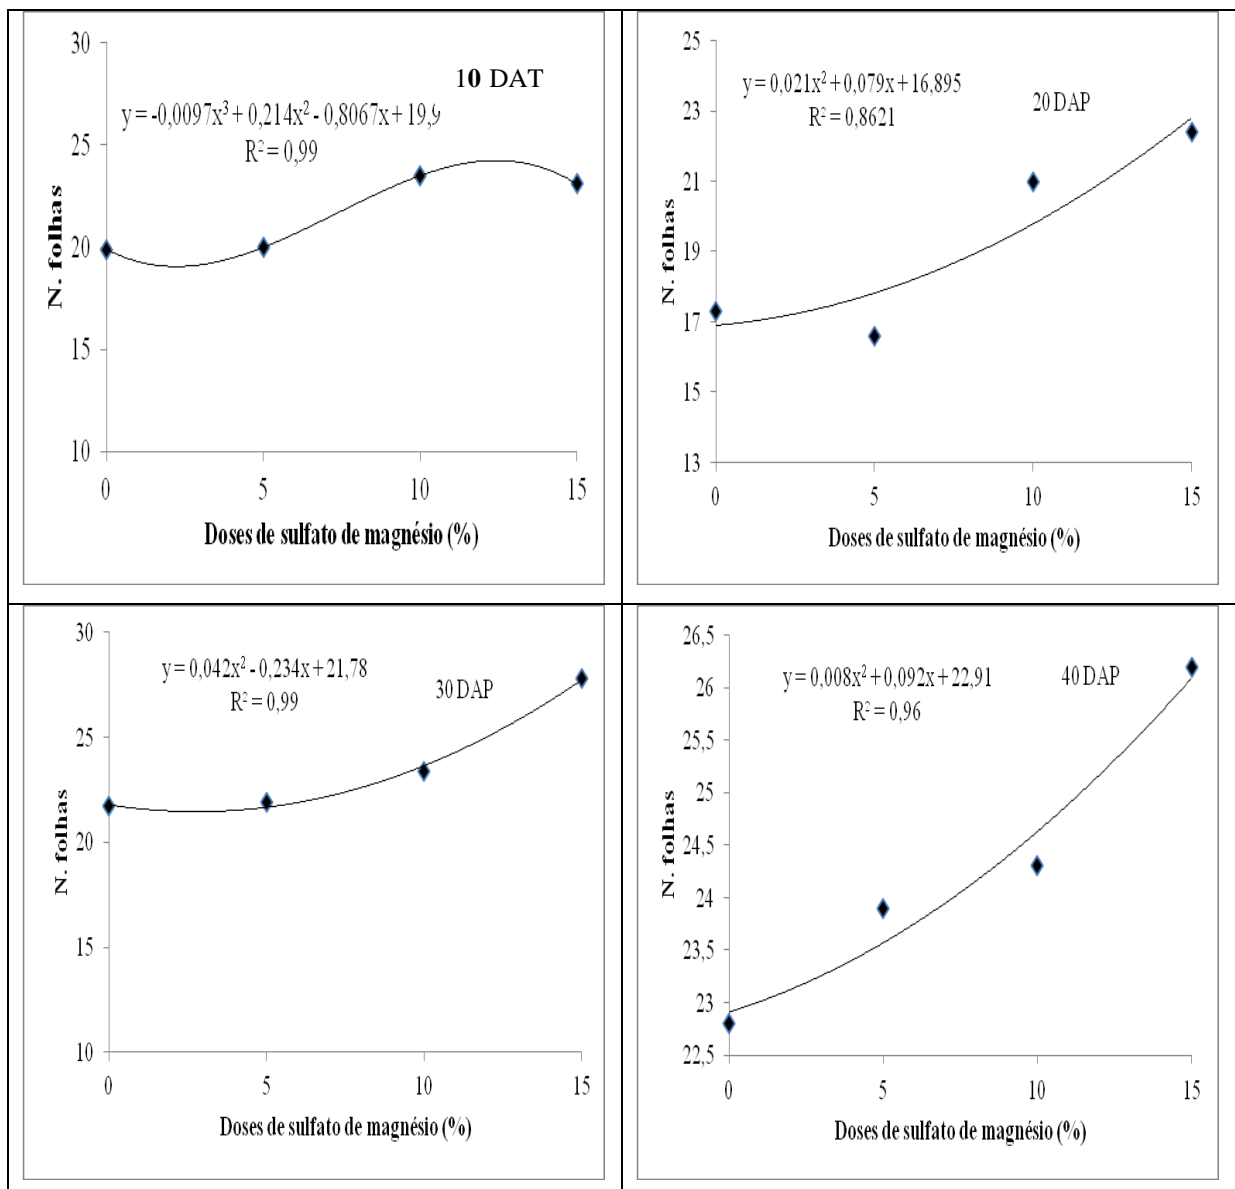 10 DAT
y = -0,0097x³ + 0,214x² - 0,8067x + 19,9
R² = 0,99
30
25
20
15
10
N. folhas
0 5 10 15
Doses de sulfato de magnésio (%)
y = 0,021x² + 0,079x + 16,895
R² = 0,8621
20 DAP
25
23
21
19
17
15
13
N. folhas
0 5 10 15
Doses de sulfato de magnésio (%)
y = 0,042x² - 0,234x + 21,78
R² = 0,99
30 DAP
30
25
20
15
10
N. folhas
0 5 10 15
Doses de sulfato de magnésio (%)
y = 0,008x² + 0,092x + 22,91
R² = 0,96
40 DAP
26,5
26
25,5
25
24,5
24
23,5
23
22,5
N. folhas
0 5 10 15
Doses de sulfato de magnésio (%)